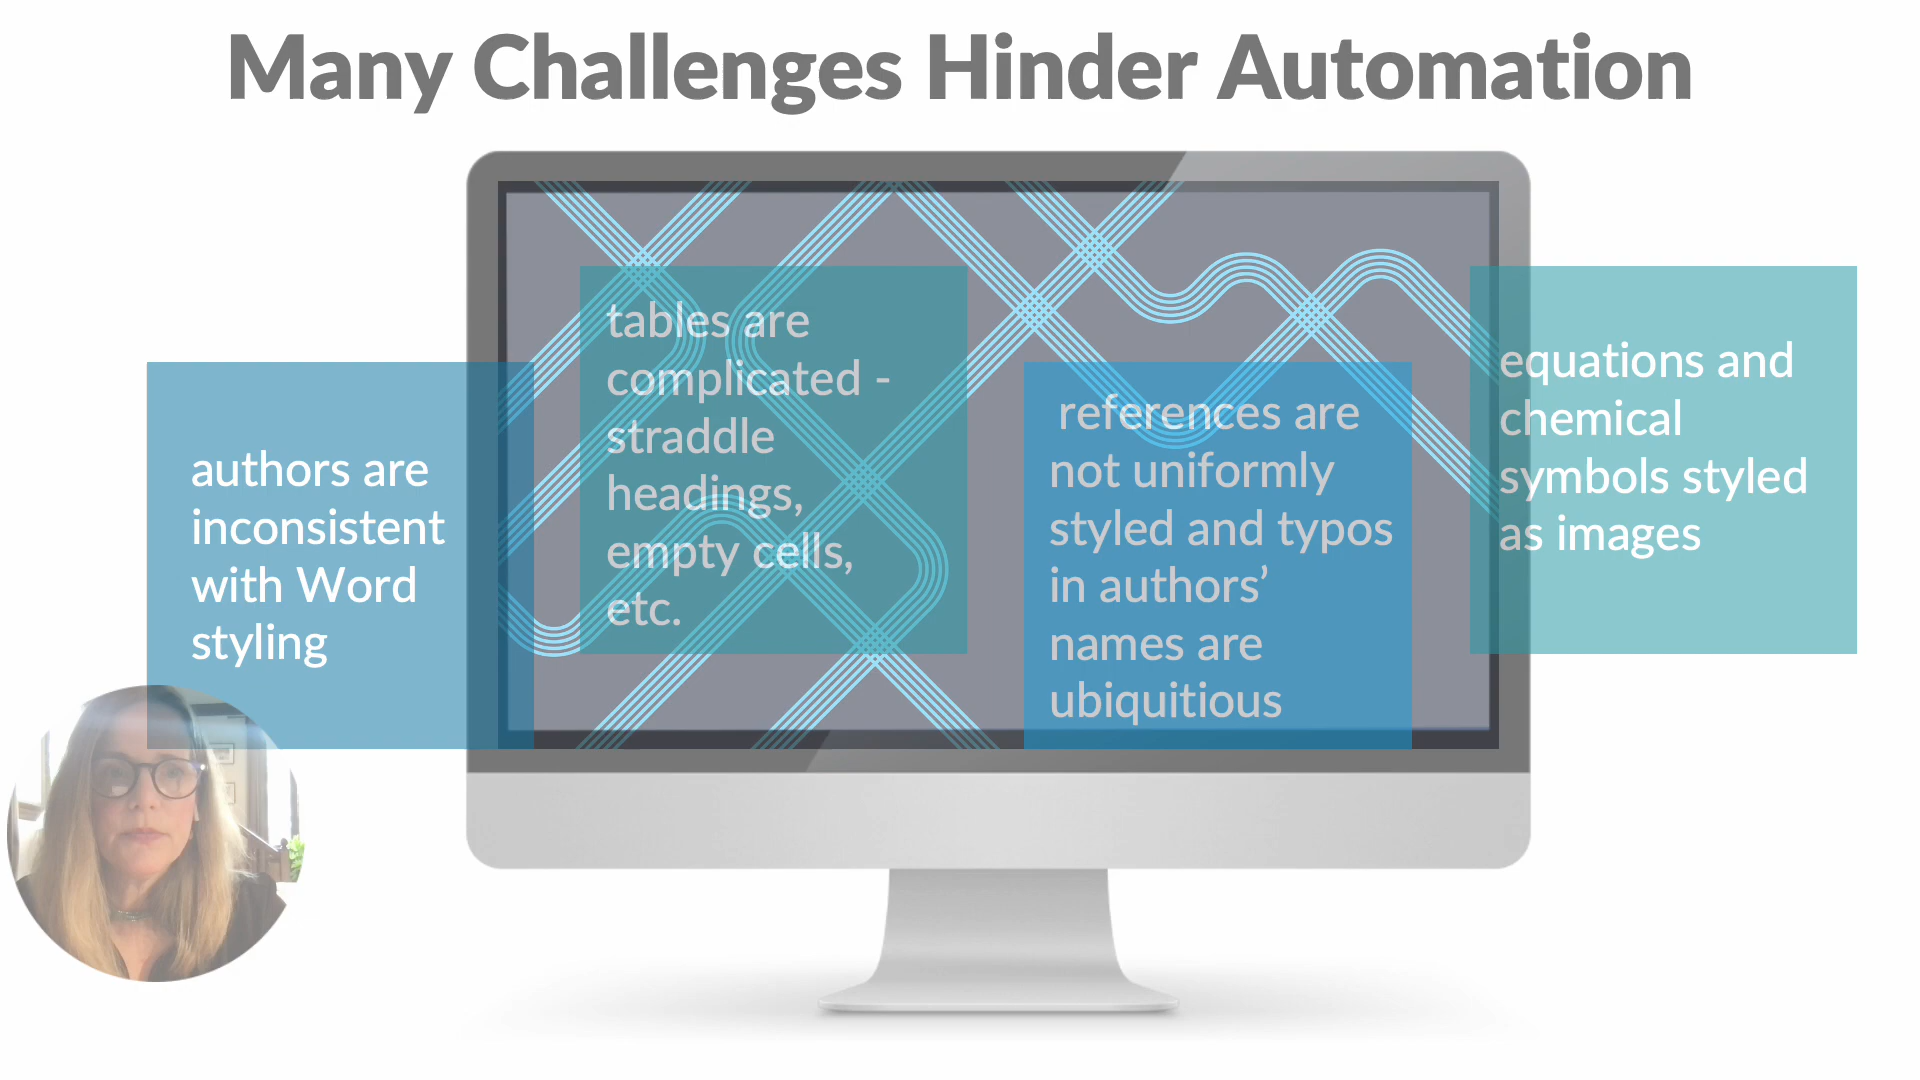 Many Challenges Hinder Automation
authors are
inconsistent
with Word
styling
tables are
complicated -
straddle
headings,
empty cells,
etc.
references are
not uniformly
styled and typos
in authors’
names are
ubiquitious
equations and
chemical
symbols styled
as images